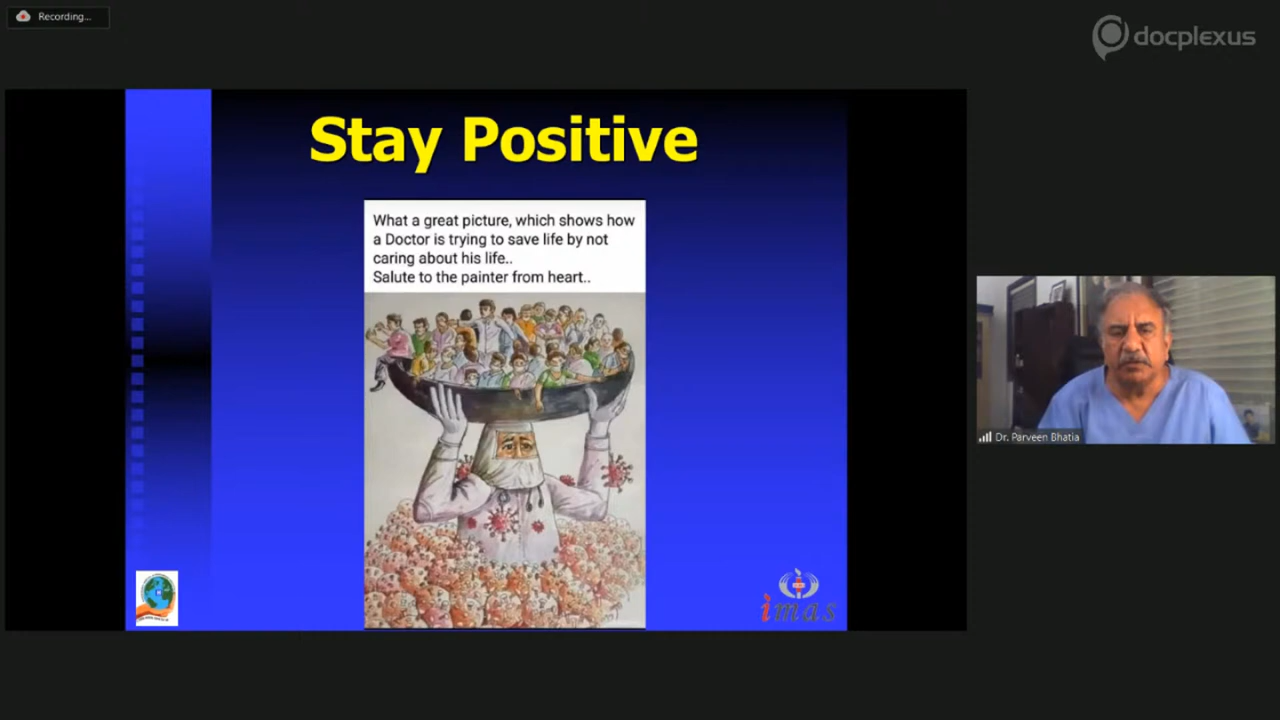 Recording...
docplexus
Stay Positive
What a great picture, which shows how
a Doctor is trying to save life by not
caring about his life..
Salute to the painter from heart..
Dr. Parveen Bhatia
imas